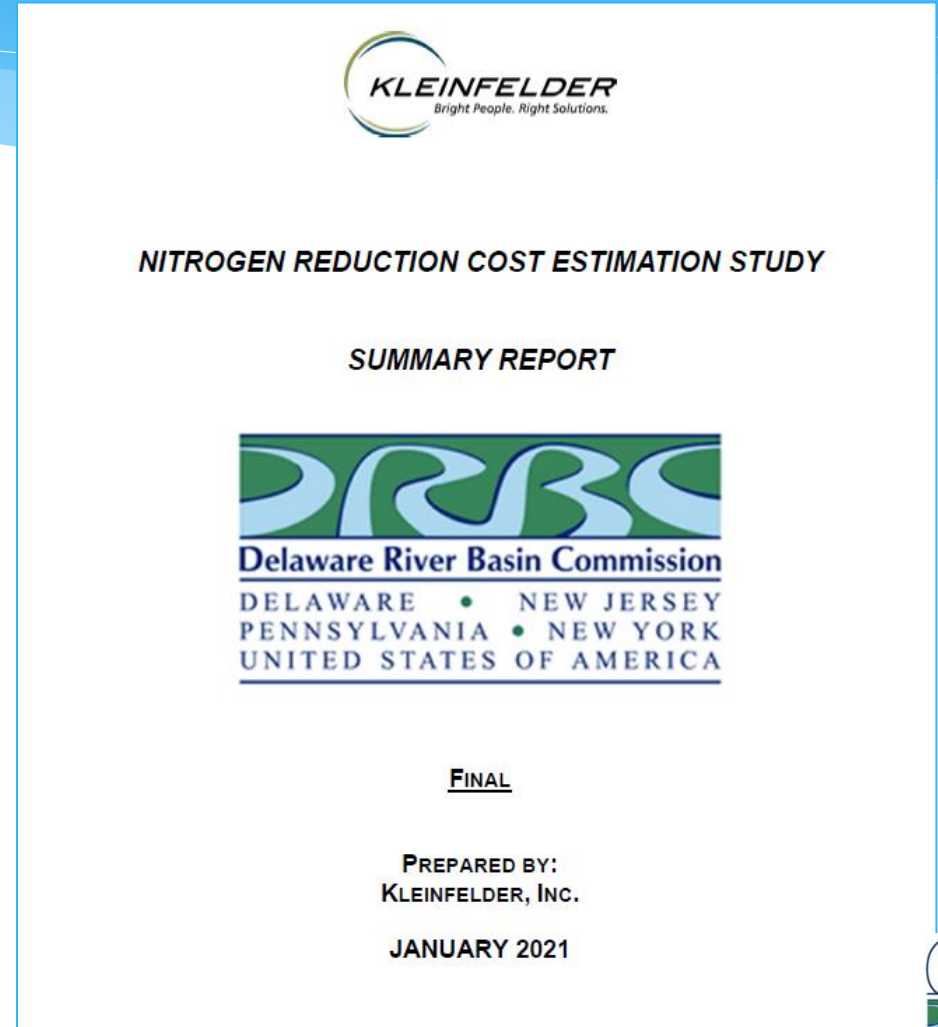 KLEINFELDER
Bright People. Right Solutions.
NITROGEN REDUCTION COST ESTIMATION STUDY
SUMMARY REPORT
DRBC
Delaware River Basin Commission
DELAWARE • NEW JERSEY
PENNSYLVANIA • NEW YORK
UNITED STATES OF AMERICA
FINAL
PREPARED BY:
KLEINFELDER, INC.
JANUARY 2021